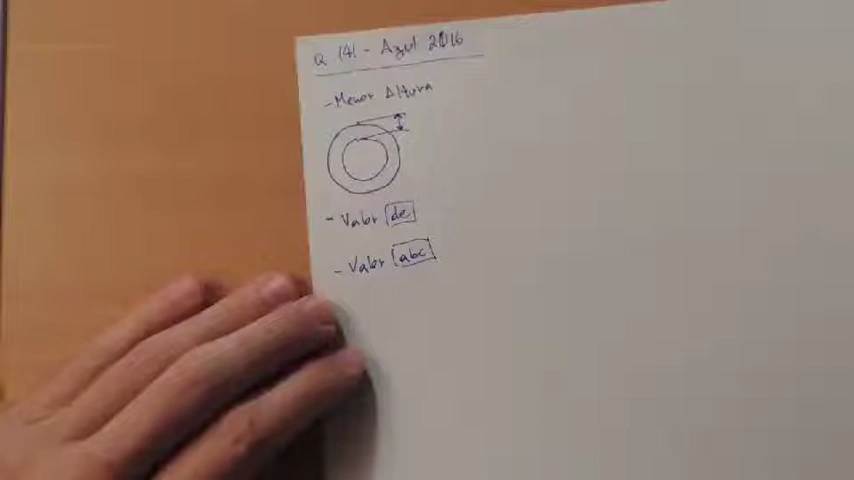 Q 141 - Azul 2016
- Menor Altura
- Valor de
- Valor abc